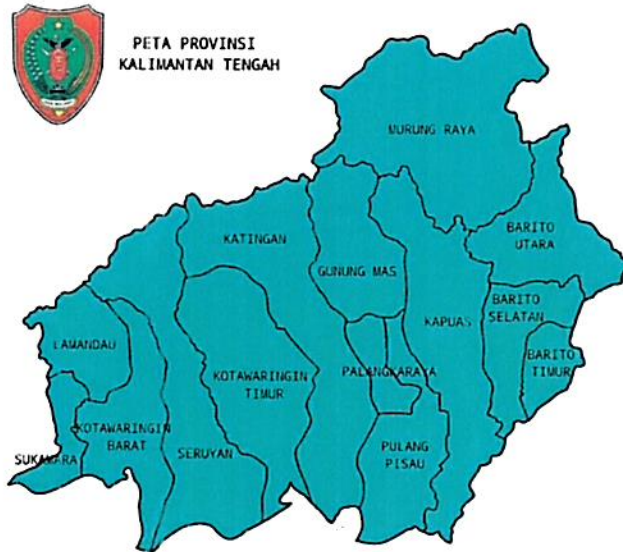 PETA PROVINSI
KALIMANTAN TENGAH
MURUNG RAYA
BARITO
UTARA
KATINGAN
GUNUNG MAS
BARITO
SELATAN
KAPUAS
LAMANDAU
BARITO
TIMUR
KOTAWARINGIN
TIMUR
PALANGKARAYA
KOTAWARINGIN
BARAT
SERUYAN
PULANG
PISAU
SUKAMARA